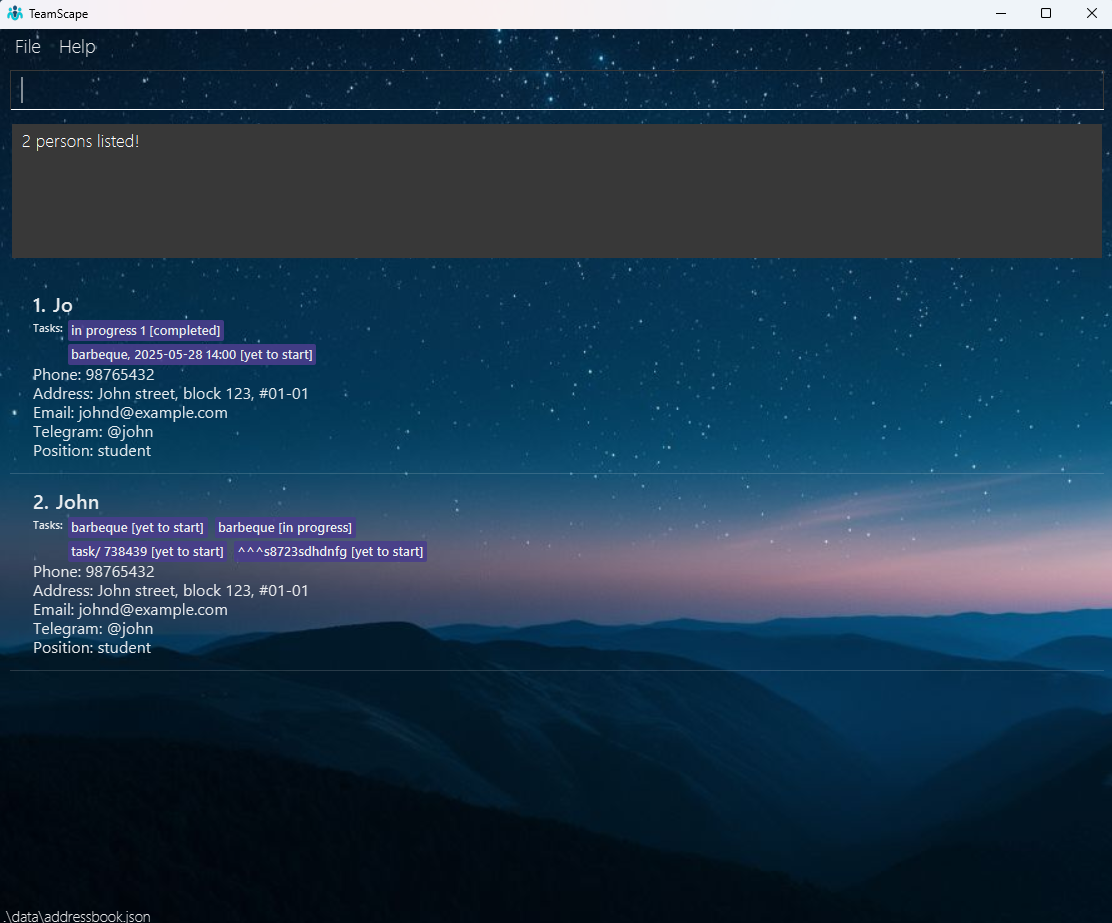 TeamScape
File Help
2 persons listed!
1. Jo
Tasks: in progress 1 [completed]
barbeque, 2025-05-28 14:00 [yet to start]
Phone: 98765432
Address: John street, block 123, #01-01
Email: johnd@example.com
Telegram: @john
Position: student
2. John
Tasks: barbeque [yet to start] barbeque [in progress]
task/ 738439 [yet to start] ^^^s8723sdhdnfg [yet to start]
Phone: 98765432
Address: John street, block 123, #01-01
Email: johnd@example.com
Telegram: @john
Position: student
.\data\addressbook.json